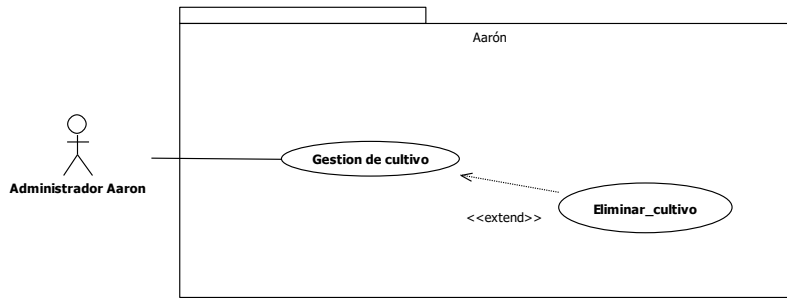 Aarón
Gestion de cultivo
Administrador Aaron
Eliminar_cultivo
<<extend>>